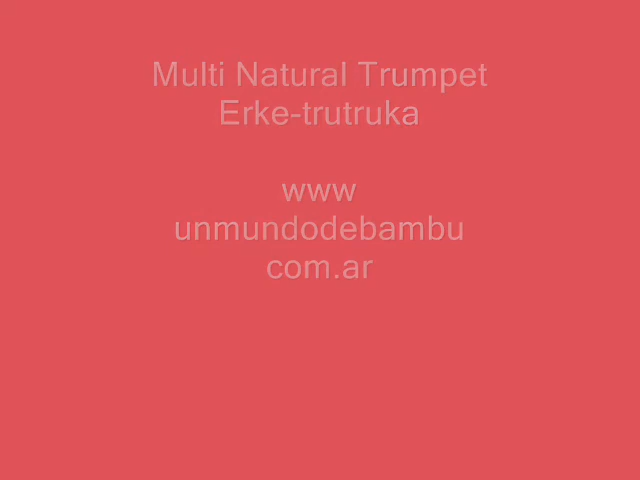 Multi Natural Trumpet
Erke-trutruka
www
unmundodebambu
com.ar